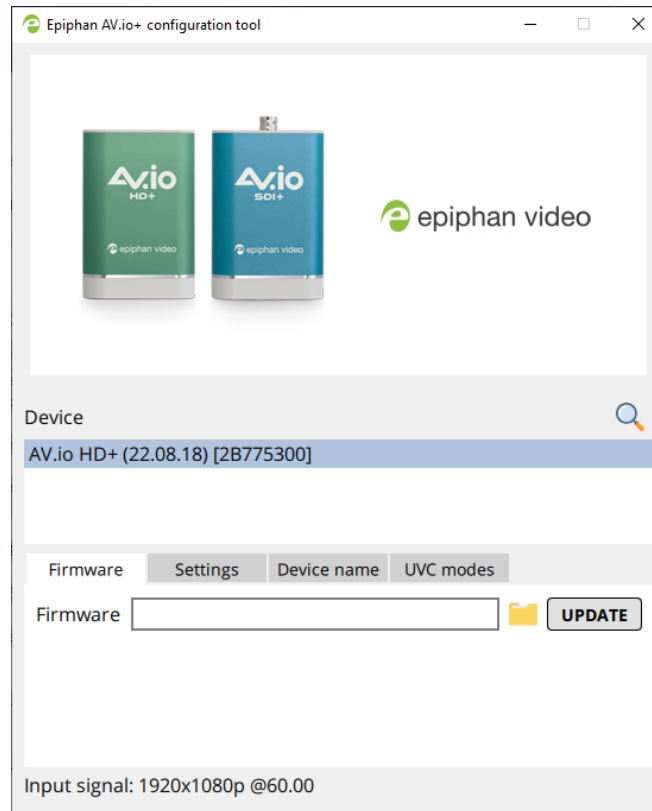 Epiphan AV.io+ configuration tool
AV.io AV.io
HD+ SDI+
epiphan video epiphan video
epiphan video
Device
AV.io HD+ (22.08.18) [2B775300]
Firmware Settings Device name UVC modes
Firmware UPDATE
Input signal: 1920x1080p @60.00